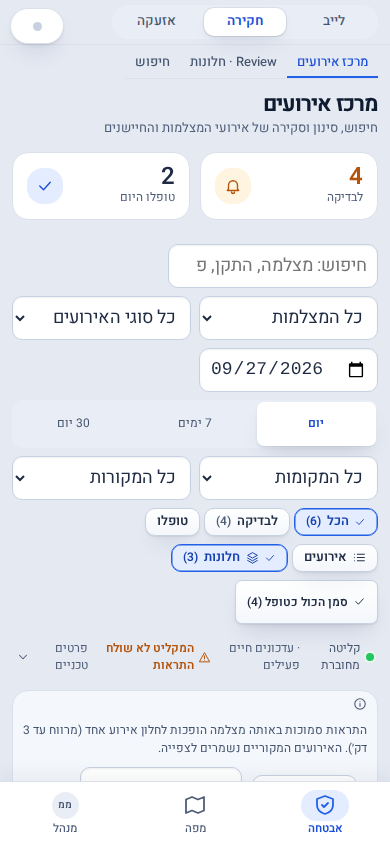 לייב
חקירה
אזעקה
מרכז אירועים
Review · חלונות
חיפוש
מרכז אירועים
חיפוש, סינון וסקירה של אירועי המצלמות והחיישנים
4
לבדיקה
2
טופלו היום
חיפוש: מצלמה, התקן, פ
כל המצלמות
כל סוגי האירועים
09/27/2026
יום
7 ימים
30 יום
כל המקומות
כל המקורות
הכל (6)
לבדיקה (4)
טופלו
אירועים
חלונות (3)
סמן הכול כטופל (4)
קליטה מחוברת
· עדכונים חיים פעילים
המקליט לא שולח התראות
פרטים טכניים
התראות סמוכות באותה מצלמה הופכות לחלון אירוע אחד (מרווח עד 3
דק׳). האירועים המקוריים נשמרים לצפייה.
אבטחה
מפה
ממ
מנהל